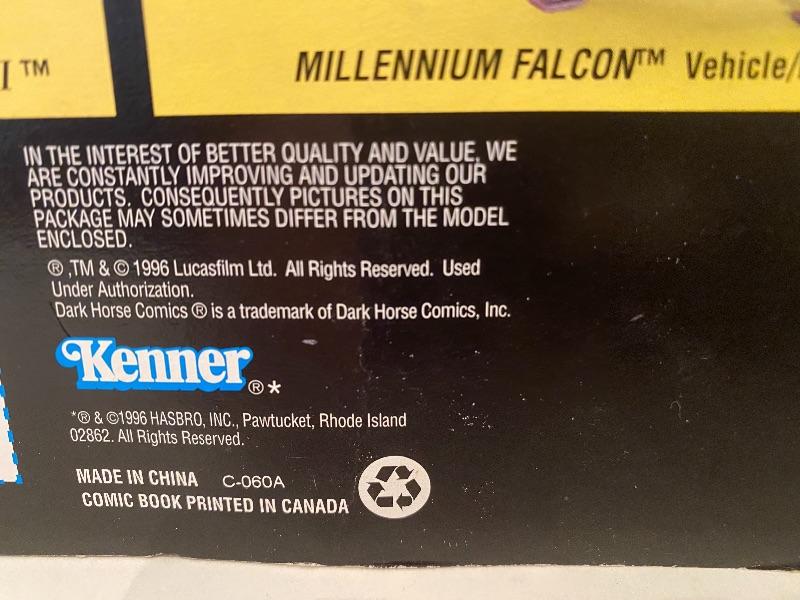 I™
MILLENNIUM FALCON™ Vehicle/
IN THE INTEREST OF BETTER QUALITY AND VALUE, WE
ARE CONSTANTLY IMPROVING AND UPDATING OUR
PRODUCTS. CONSEQUENTLY PICTURES ON THIS
PACKAGE MAY SOMETIMES DIFFER FROM THE MODEL
ENCLOSED.
® ,TM & © 1996 Lucasfilm Ltd. All Rights Reserved. Used
Under Authorization.
Dark Horse Comics ® is a trademark of Dark Horse Comics, Inc.
Kenner®*
*® & ©1996 HASBRO, INC., Pawtucket, Rhode Island
02862. All Rights Reserved.
MADE IN CHINA C-060A
COMIC BOOK PRINTED IN CANADA